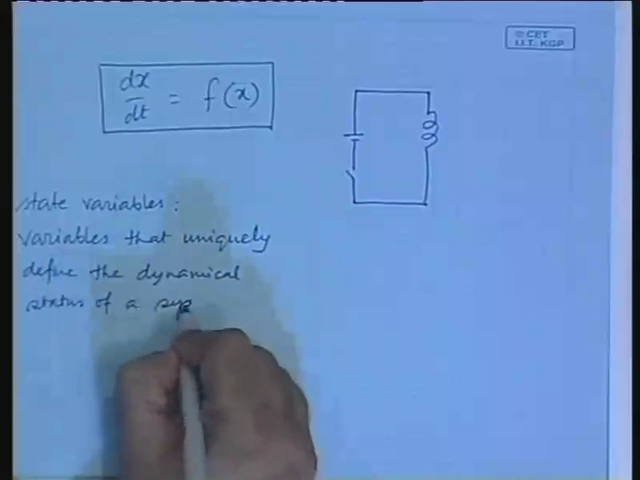 © CET
I.I.T. KGP
dx/dt = f(x)
state variables:
variables that uniquely
define the dynamical
status of a sys